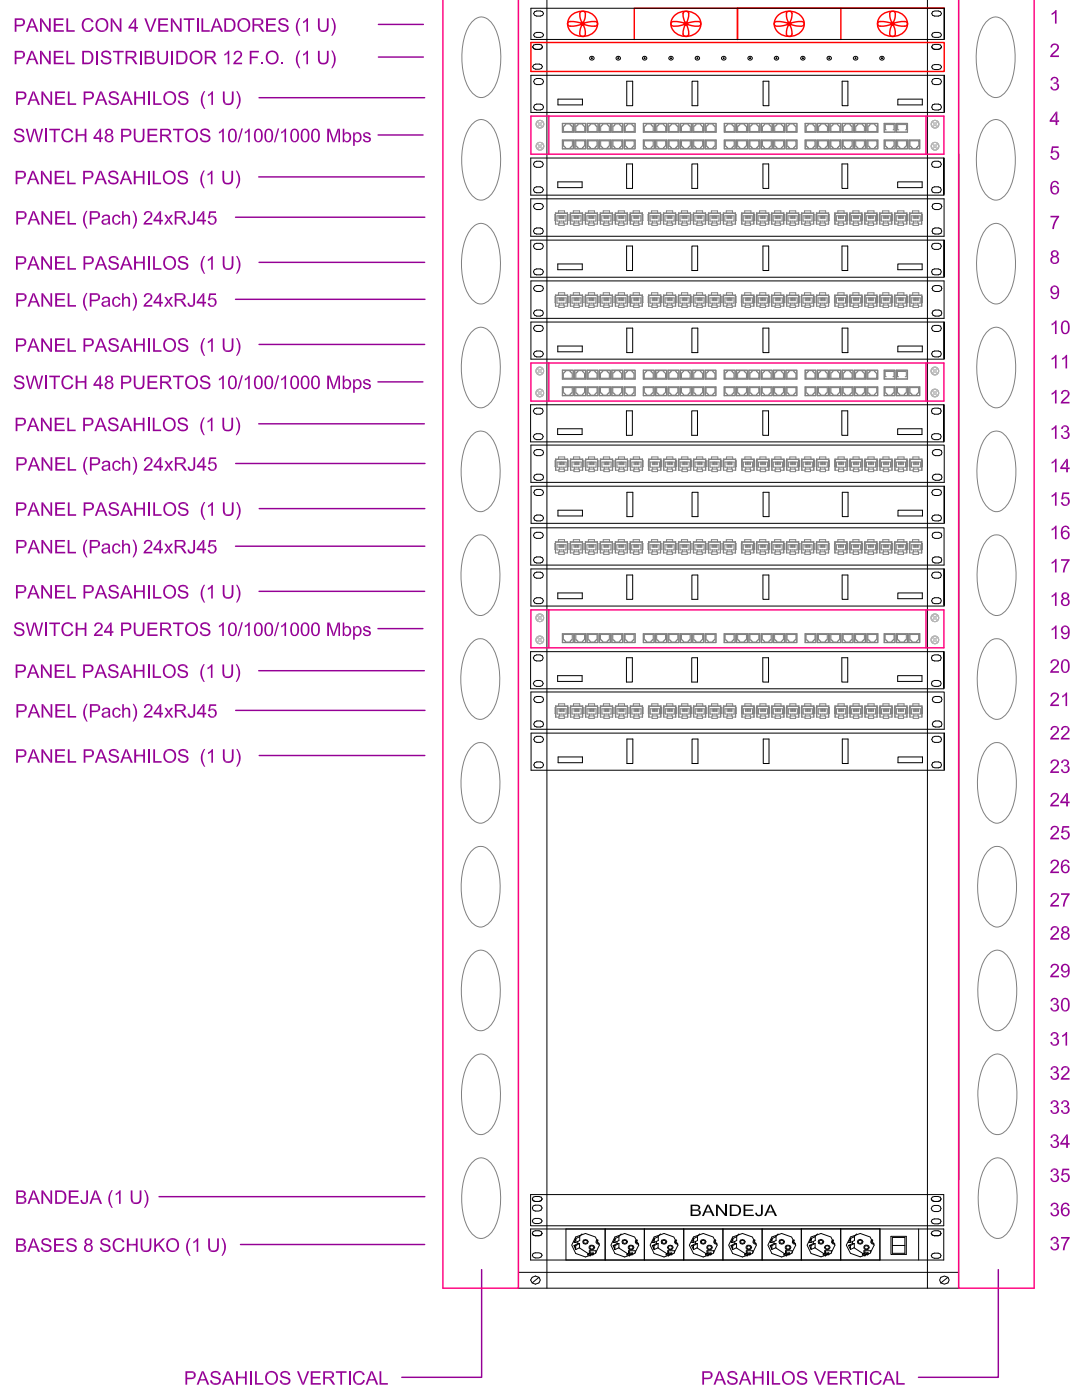 PANEL CON 4 VENTILADORES (1 U)
1
PANEL DISTRIBUIDOR 12 F.O. (1 U)
2
3
PANEL PASAHILOS (1 U)
4
SWITCH 48 PUERTOS 10/100/1000 Mbps
5
PANEL PASAHILOS (1 U)
6
PANEL (Pach) 24xRJ45
7
PANEL PASAHILOS (1 U)
8
PANEL (Pach) 24xRJ45
9
10
PANEL PASAHILOS (1 U)
11
SWITCH 48 PUERTOS 10/100/1000 Mbps
12
PANEL PASAHILOS (1 U)
13
PANEL (Pach) 24xRJ45
14
15
PANEL PASAHILOS (1 U)
16
PANEL (Pach) 24xRJ45
17
PANEL PASAHILOS (1 U)
18
SWITCH 24 PUERTOS 10/100/1000 Mbps
19
PANEL PASAHILOS (1 U)
20
21
PANEL (Pach) 24xRJ45
22
PANEL PASAHILOS (1 U)
23
24
25
26
27
28
29
30
31
32
33
34
35
BANDEJA (1 U)
BANDEJA
36
BASES 8 SCHUKO (1 U)
37
PASAHILOS VERTICAL
PASAHILOS VERTICAL